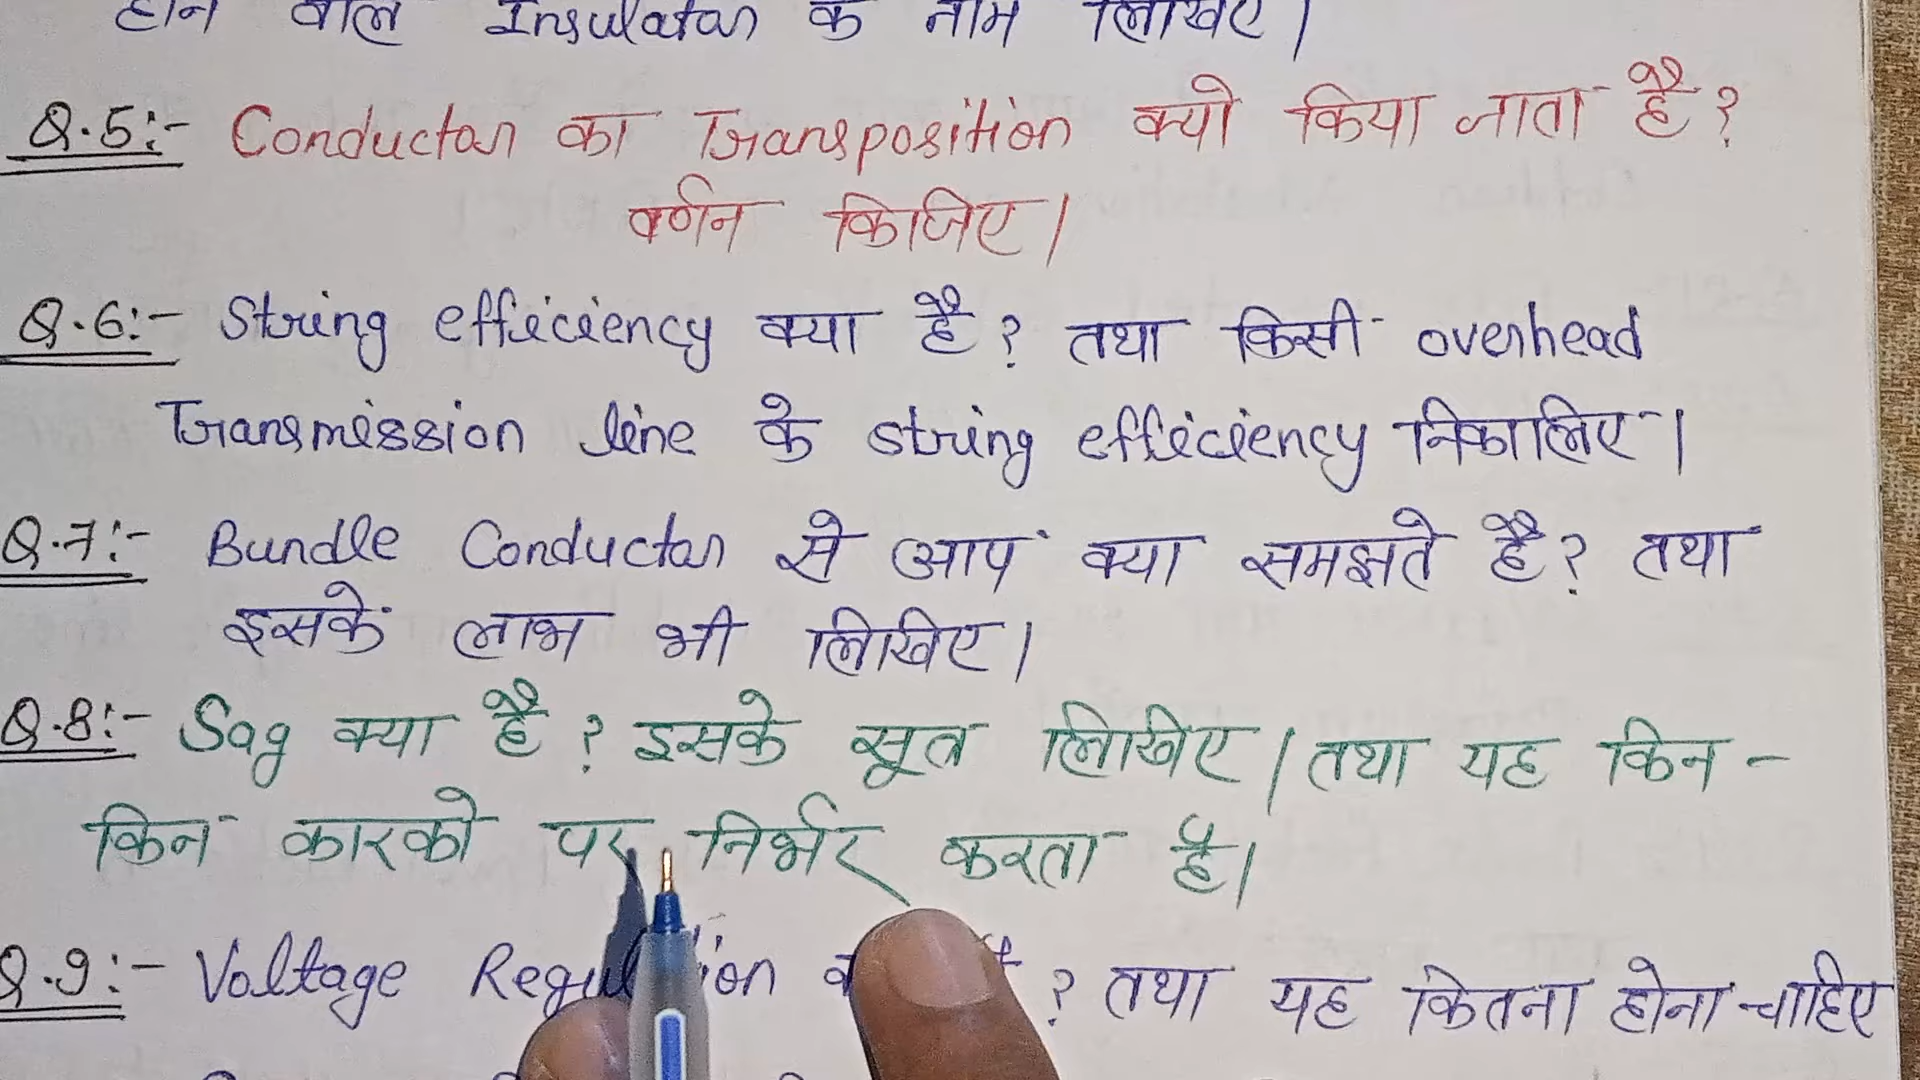 होने वाले Insulator के नाम लिखिए।
Q.5:- Conductor का Transposition क्यो किया जाता है?
वर्णन किजिए।
Q.6:- String efficiency क्या है? तथा किसी overhead
Transmission line के string efficiency निकालिए।
Q.7:- Bundle Conductor से आप क्या समझते है? तथा
इसके लाभ भी लिखिए।
Q.8:- Sag क्या है? इसके सूत्र लिखिए। तथा यह किन-
किन कारको पर निर्भर करता है।
Q.9:- Voltage Regulation ? तथा यह कितना होना चाहिए